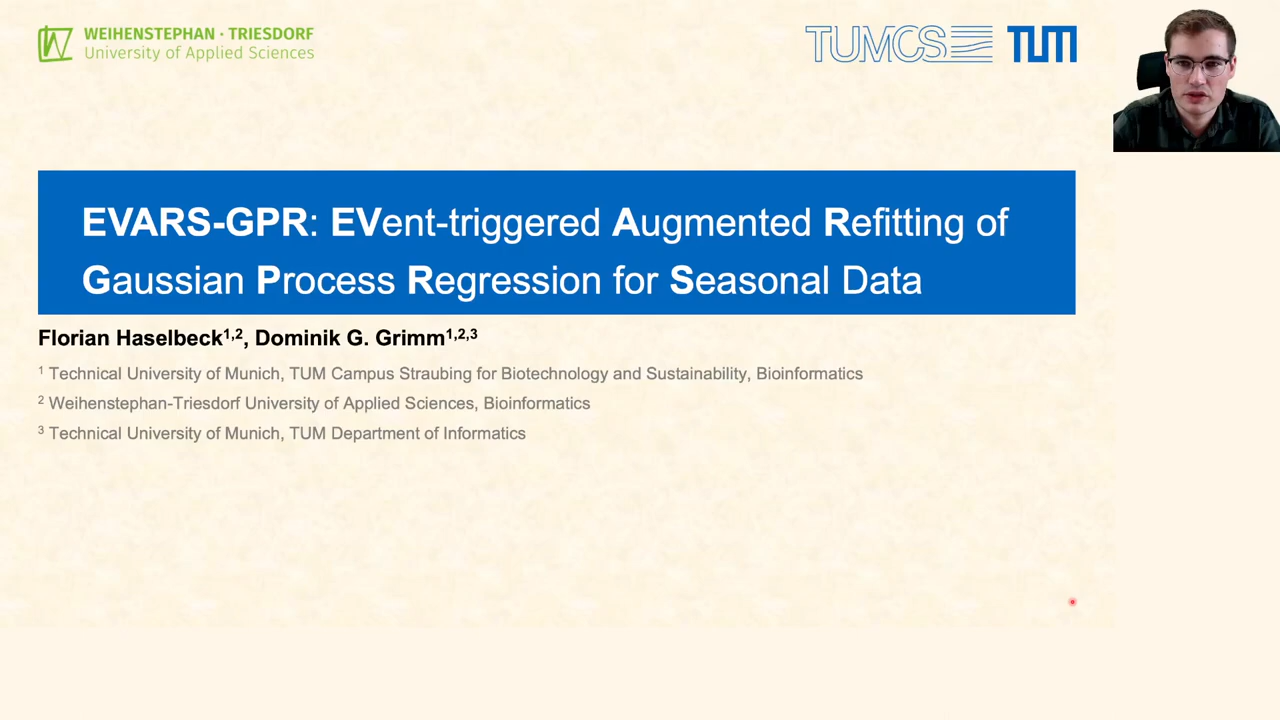 WEIHENSTEPHAN · TRIESDORF
University of Applied Sciences
TUMCS TUM
EVARS-GPR: EVent-triggered Augmented Refitting of
Gaussian Process Regression for Seasonal Data
Florian Haselbeck1,2, Dominik G. Grimm1,2,3
1 Technical University of Munich, TUM Campus Straubing for Biotechnology and Sustainability, Bioinformatics
2 Weihenstephan-Triesdorf University of Applied Sciences, Bioinformatics
3 Technical University of Munich, TUM Department of Informatics